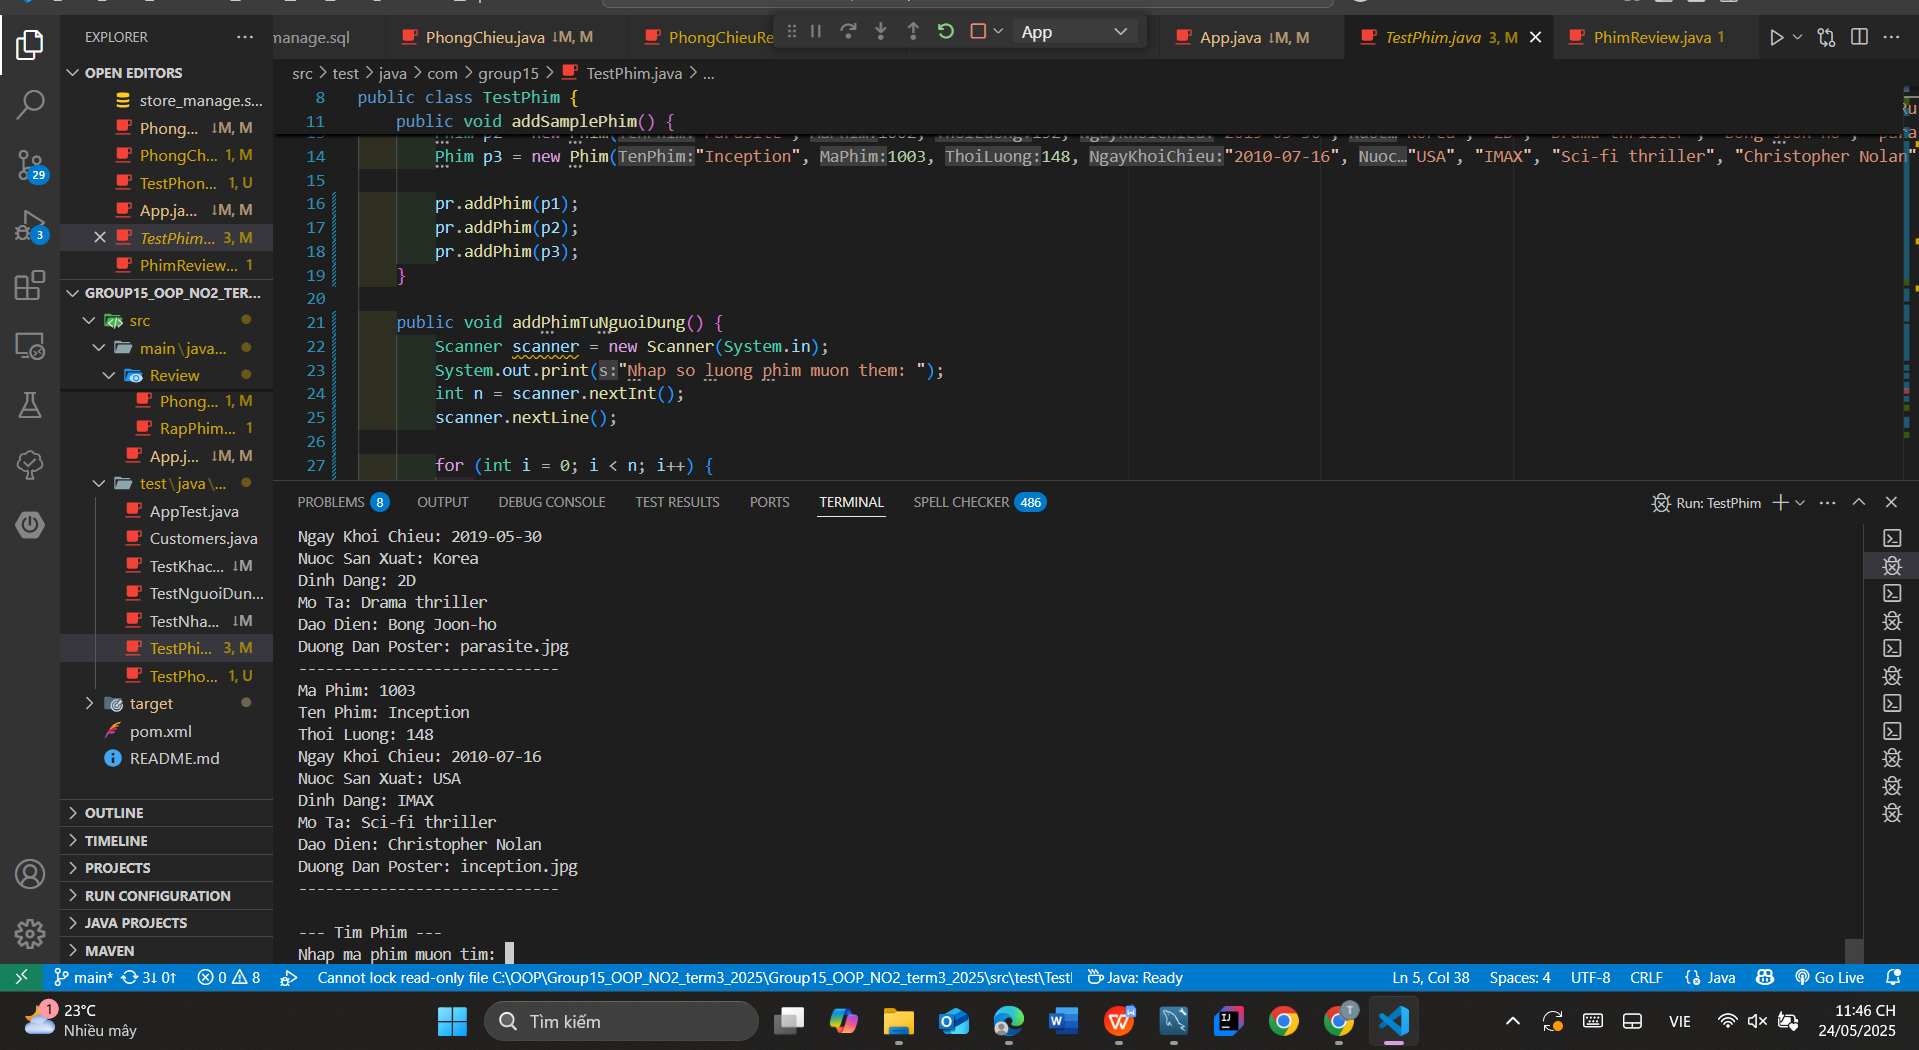 EXPLORER
OPEN EDITORS
store_manage.s...
Phong... ↓M, M
PhongCh... 1, M
TestPhon... 1, U
App.ja... ↓M, M
TestPhim... 3, M
PhimReview... 1
GROUP15_OOP_NO2_TER...
src
main\java...
Review
Phong... 1, M
RapPhim... 1
App.j... ↓M, M
test\java\...
AppTest.java
Customers.java
TestKhac... ↓M
TestNguoiDun...
TestNha... ↓M
TestPhi... 3, M
TestPho... 1, U
target
pom.xml
README.md
OUTLINE
TIMELINE
PROJECTS
RUN CONFIGURATION
JAVA PROJECTS
MAVEN
29
3
1
manage.sql PhongChieu.java ↓M, M PhongChieuRe App App.java ↓M, M TestPhim.java 3, M PhimReview.java 1
src > test > java > com > group15 > TestPhim.java > ...
8 public class TestPhim {
11 public void addSamplePhim() {
14 Phim p3 = new Phim(TenPhim:"Inception", MaPhim:1003, ThoiLuong:148, NgayKhoiChieu:"2010-07-16", Nuoc…"USA", "IMAX", "Sci-fi thriller", "Christopher Nolan"
15
16 pr.addPhim(p1);
17 pr.addPhim(p2);
18 pr.addPhim(p3);
19 }
20
21 public void addPhimTuNguoiDung() {
22 Scanner scanner = new Scanner(System.in);
23 System.out.print(s:"Nhap so luong phim muon them: ");
24 int n = scanner.nextInt();
25 scanner.nextLine();
26
27 for (int i = 0; i < n; i++) {
PROBLEMS 8 OUTPUT DEBUG CONSOLE TEST RESULTS PORTS TERMINAL SPELL CHECKER 486 Run: TestPhim
Ngay Khoi Chieu: 2019-05-30
Nuoc San Xuat: Korea
Dinh Dang: 2D
Mo Ta: Drama thriller
Dao Dien: Bong Joon-ho
Duong Dan Poster: parasite.jpg
-----------------------------
Ma Phim: 1003
Ten Phim: Inception
Thoi Luong: 148
Ngay Khoi Chieu: 2010-07-16
Nuoc San Xuat: USA
Dinh Dang: IMAX
Mo Ta: Sci-fi thriller
Dao Dien: Christopher Nolan
Duong Dan Poster: inception.jpg
-----------------------------
--- Tim Phim ---
Nhap ma phim muon tim:
main* 3↓ 0↑ 0 8 Cannot lock read-only file C:\OOP\Group15_OOP_NO2_term3_2025\Group15_OOP_NO2_term3_2025\src\test\Testl Java: Ready Ln 5, Col 38 Spaces: 4 UTF-8 CRLF {} Java Go Live
23°C
Nhiều mây
Tìm kiếm
VIE
11:46 CH
24/05/2025